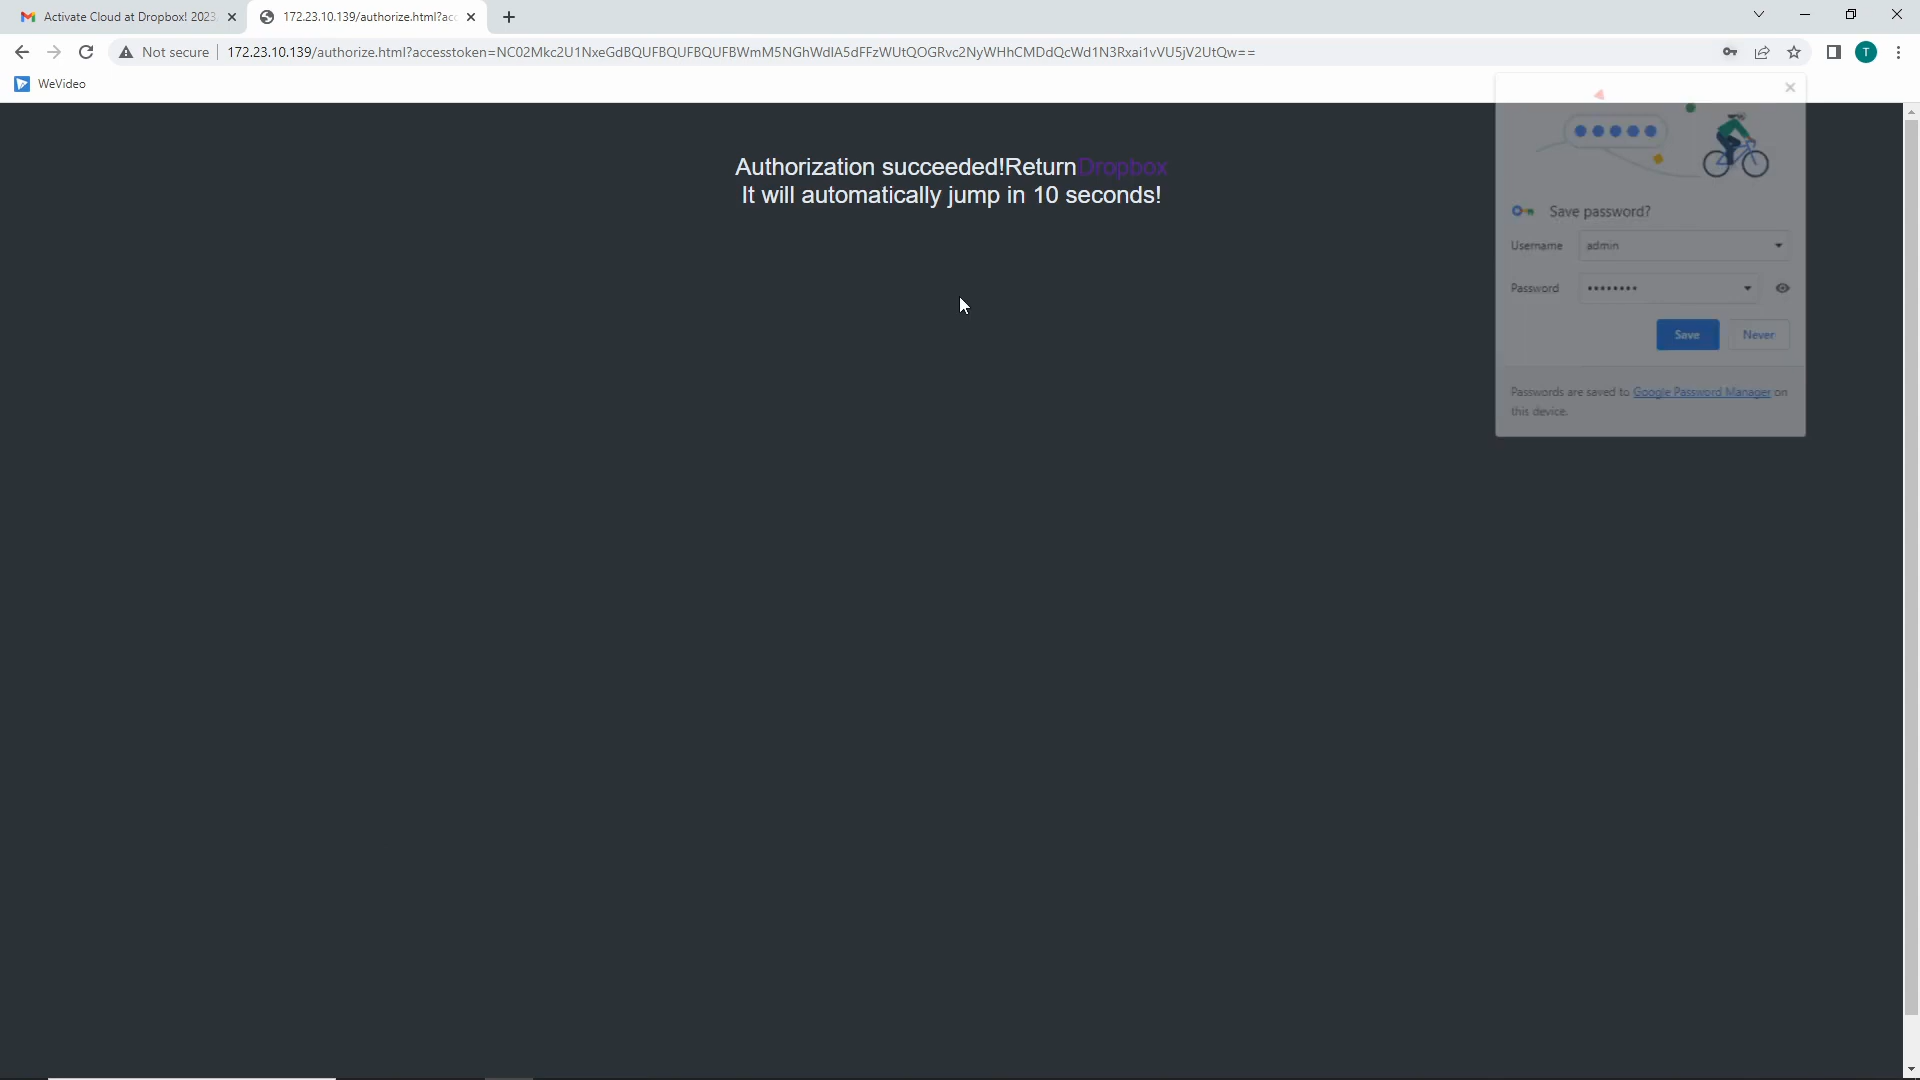 Activate Cloud at Dropbox! 2023
172.23.10.139/authorize.html?acc
Not secure
172.23.10.139/authorize.html?accesstoken=NC02Mkc2U1NxeGdBQUFBQUFBQUFBWmM5NGhWdlA5dFFzWUtQOGRvc2NyWHhCMDdQcWd1N3Rxai1vVU5jV2UtQw==
T
WeVideo
Authorization succeeded!ReturnDropbox
It will automatically jump in 10 seconds!
Save password?
Username admin
Password ••••••••
Save Never
Passwords are saved to Google Password Manager on
this device.